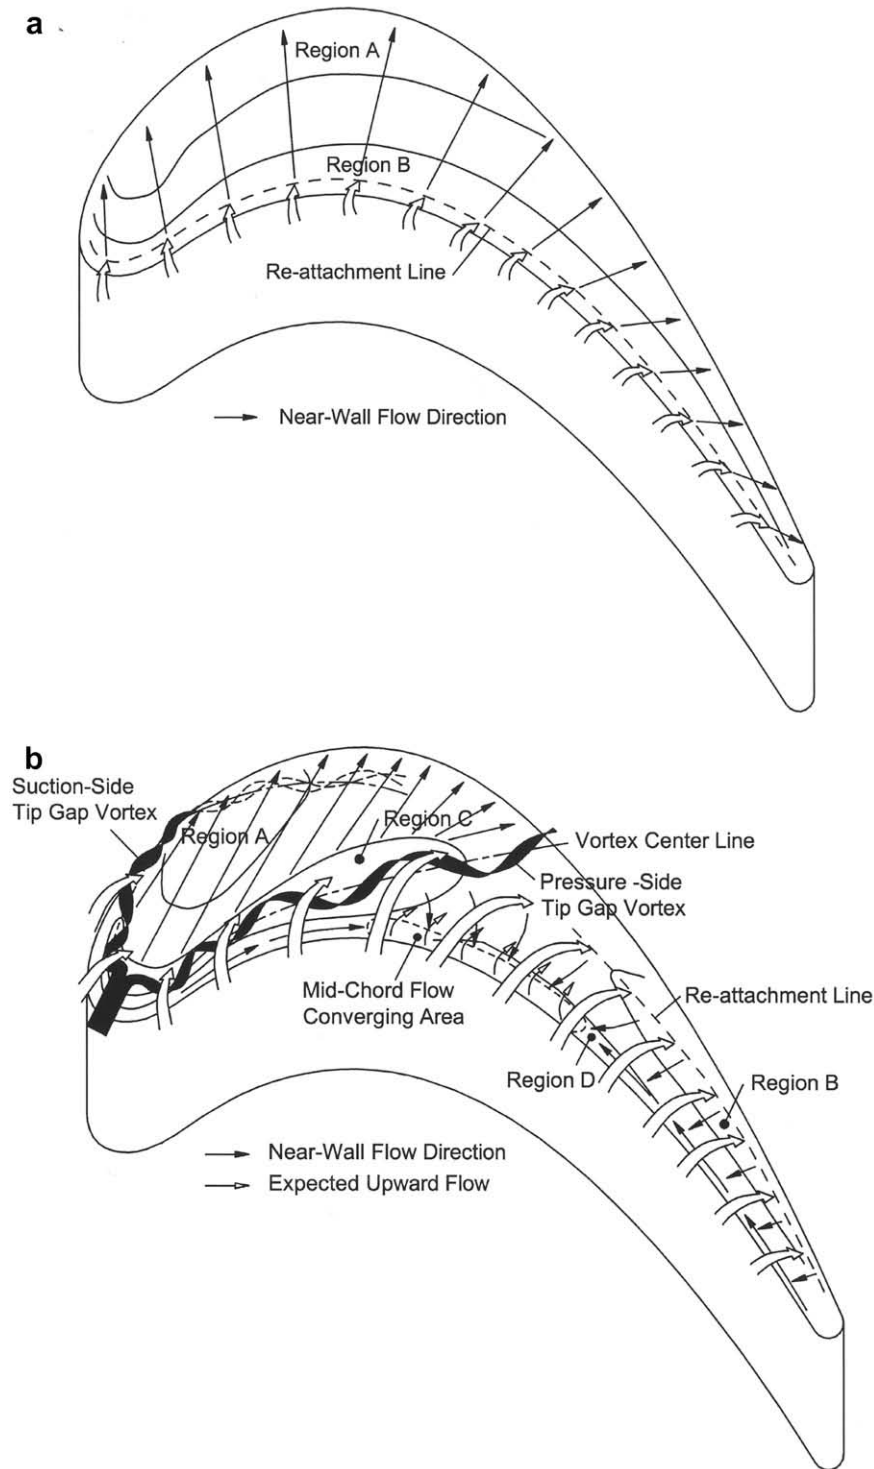 a
Region A
Region B
Re-attachment Line
Near-Wall Flow Direction
b
Suction-Side
Tip Gap Vortex
Region A
Region C
Vortex Center Line
Pressure -Side
Tip Gap Vortex
Mid-Chord Flow
Converging Area
Re-attachment Line
Region D
Region B
Near-Wall Flow Direction
Expected Upward Flow